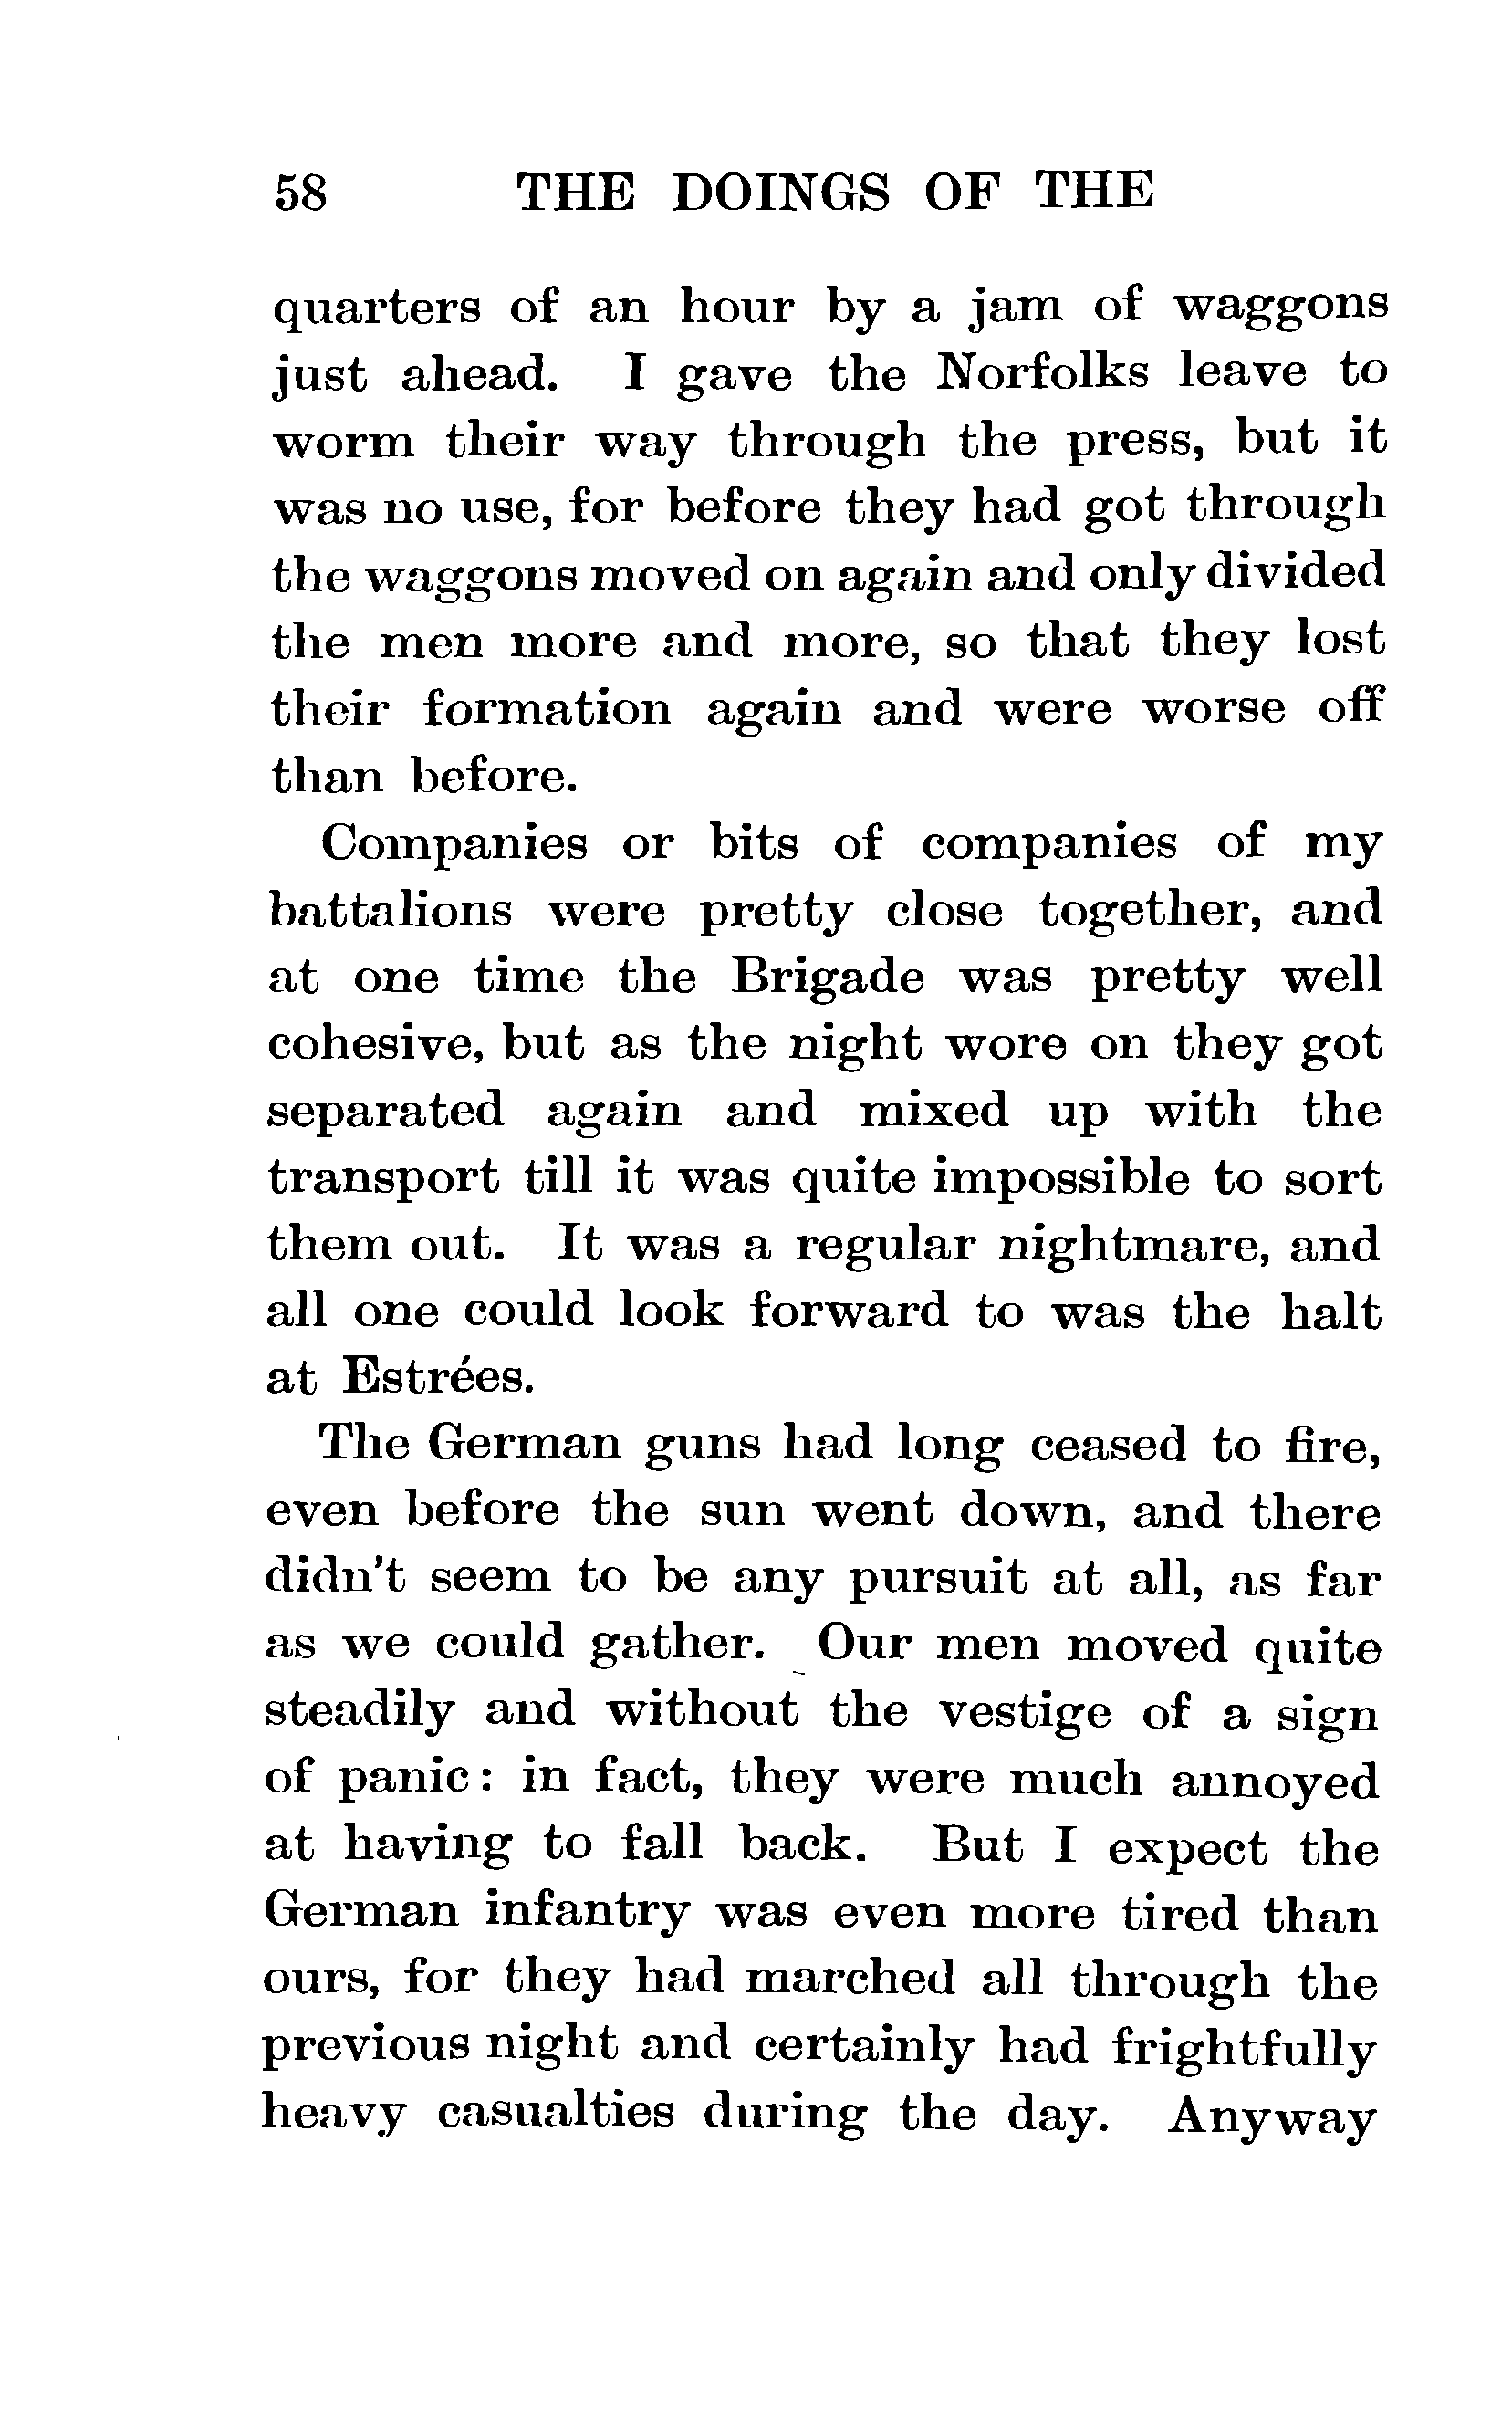 58 THE DOINGS OF THE
quarters of an hour by a jam of waggons
just ahead. I gave the Norfolks leave to
worm their way through the press, but it
was no use, for before they had got through
the waggons moved on again and only divided
the men more and more, so that they lost
their formation again and were worse off
than before.
Companies or bits of companies of my
battalions were pretty close together, and
at one time the Brigade was pretty well
cohesive, but as the night wore on they got
separated again and mixed up with the
transport till it was quite impossible to sort
them out. It was a regular nightmare, and
all one could look forward to was the halt
at Estrées.
The German guns had long ceased to fire,
even before the sun went down, and there
didn't seem to be any pursuit at all, as far
as we could gather. Our men moved quite
steadily and without the vestige of a sign
of panic: in fact, they were much annoyed
at having to fall back. But I expect the
German infantry was even more tired than
ours, for they had marched all through the
previous night and certainly had frightfully
heavy casualties during the day. Anyway